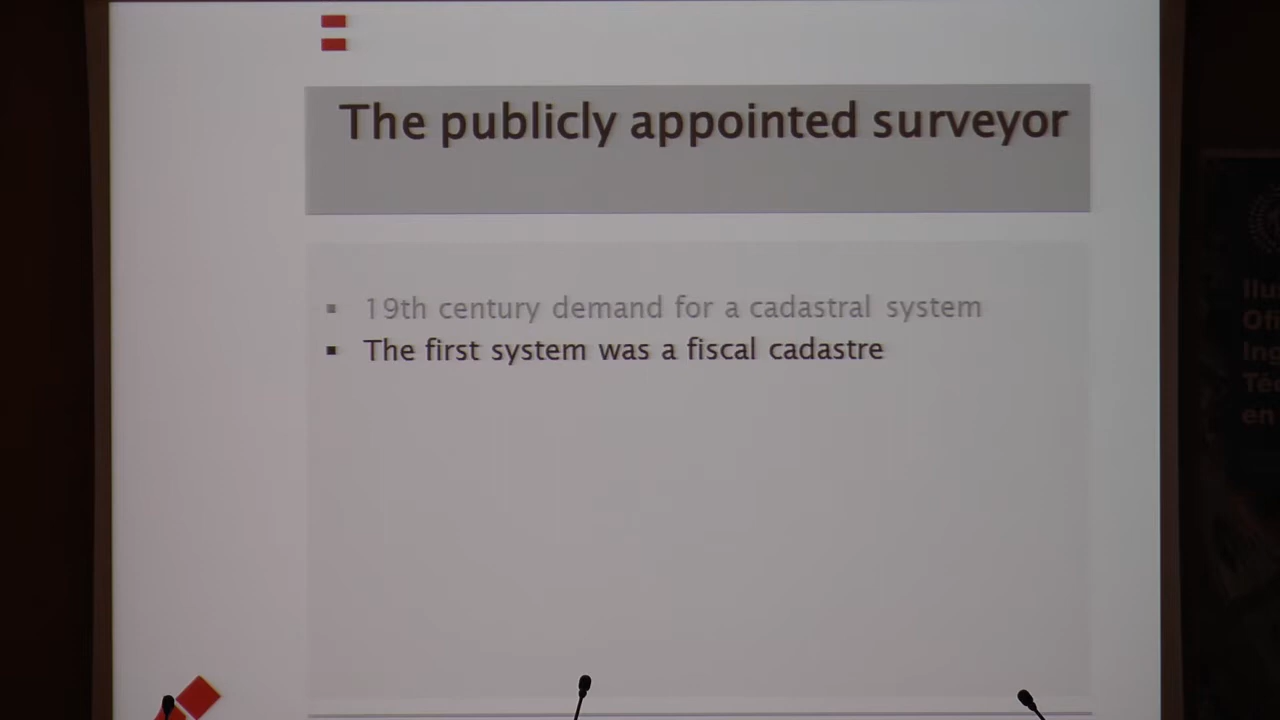 The publicly appointed surveyor
19th century demand for a cadastral system
The first system was a fiscal cadastre